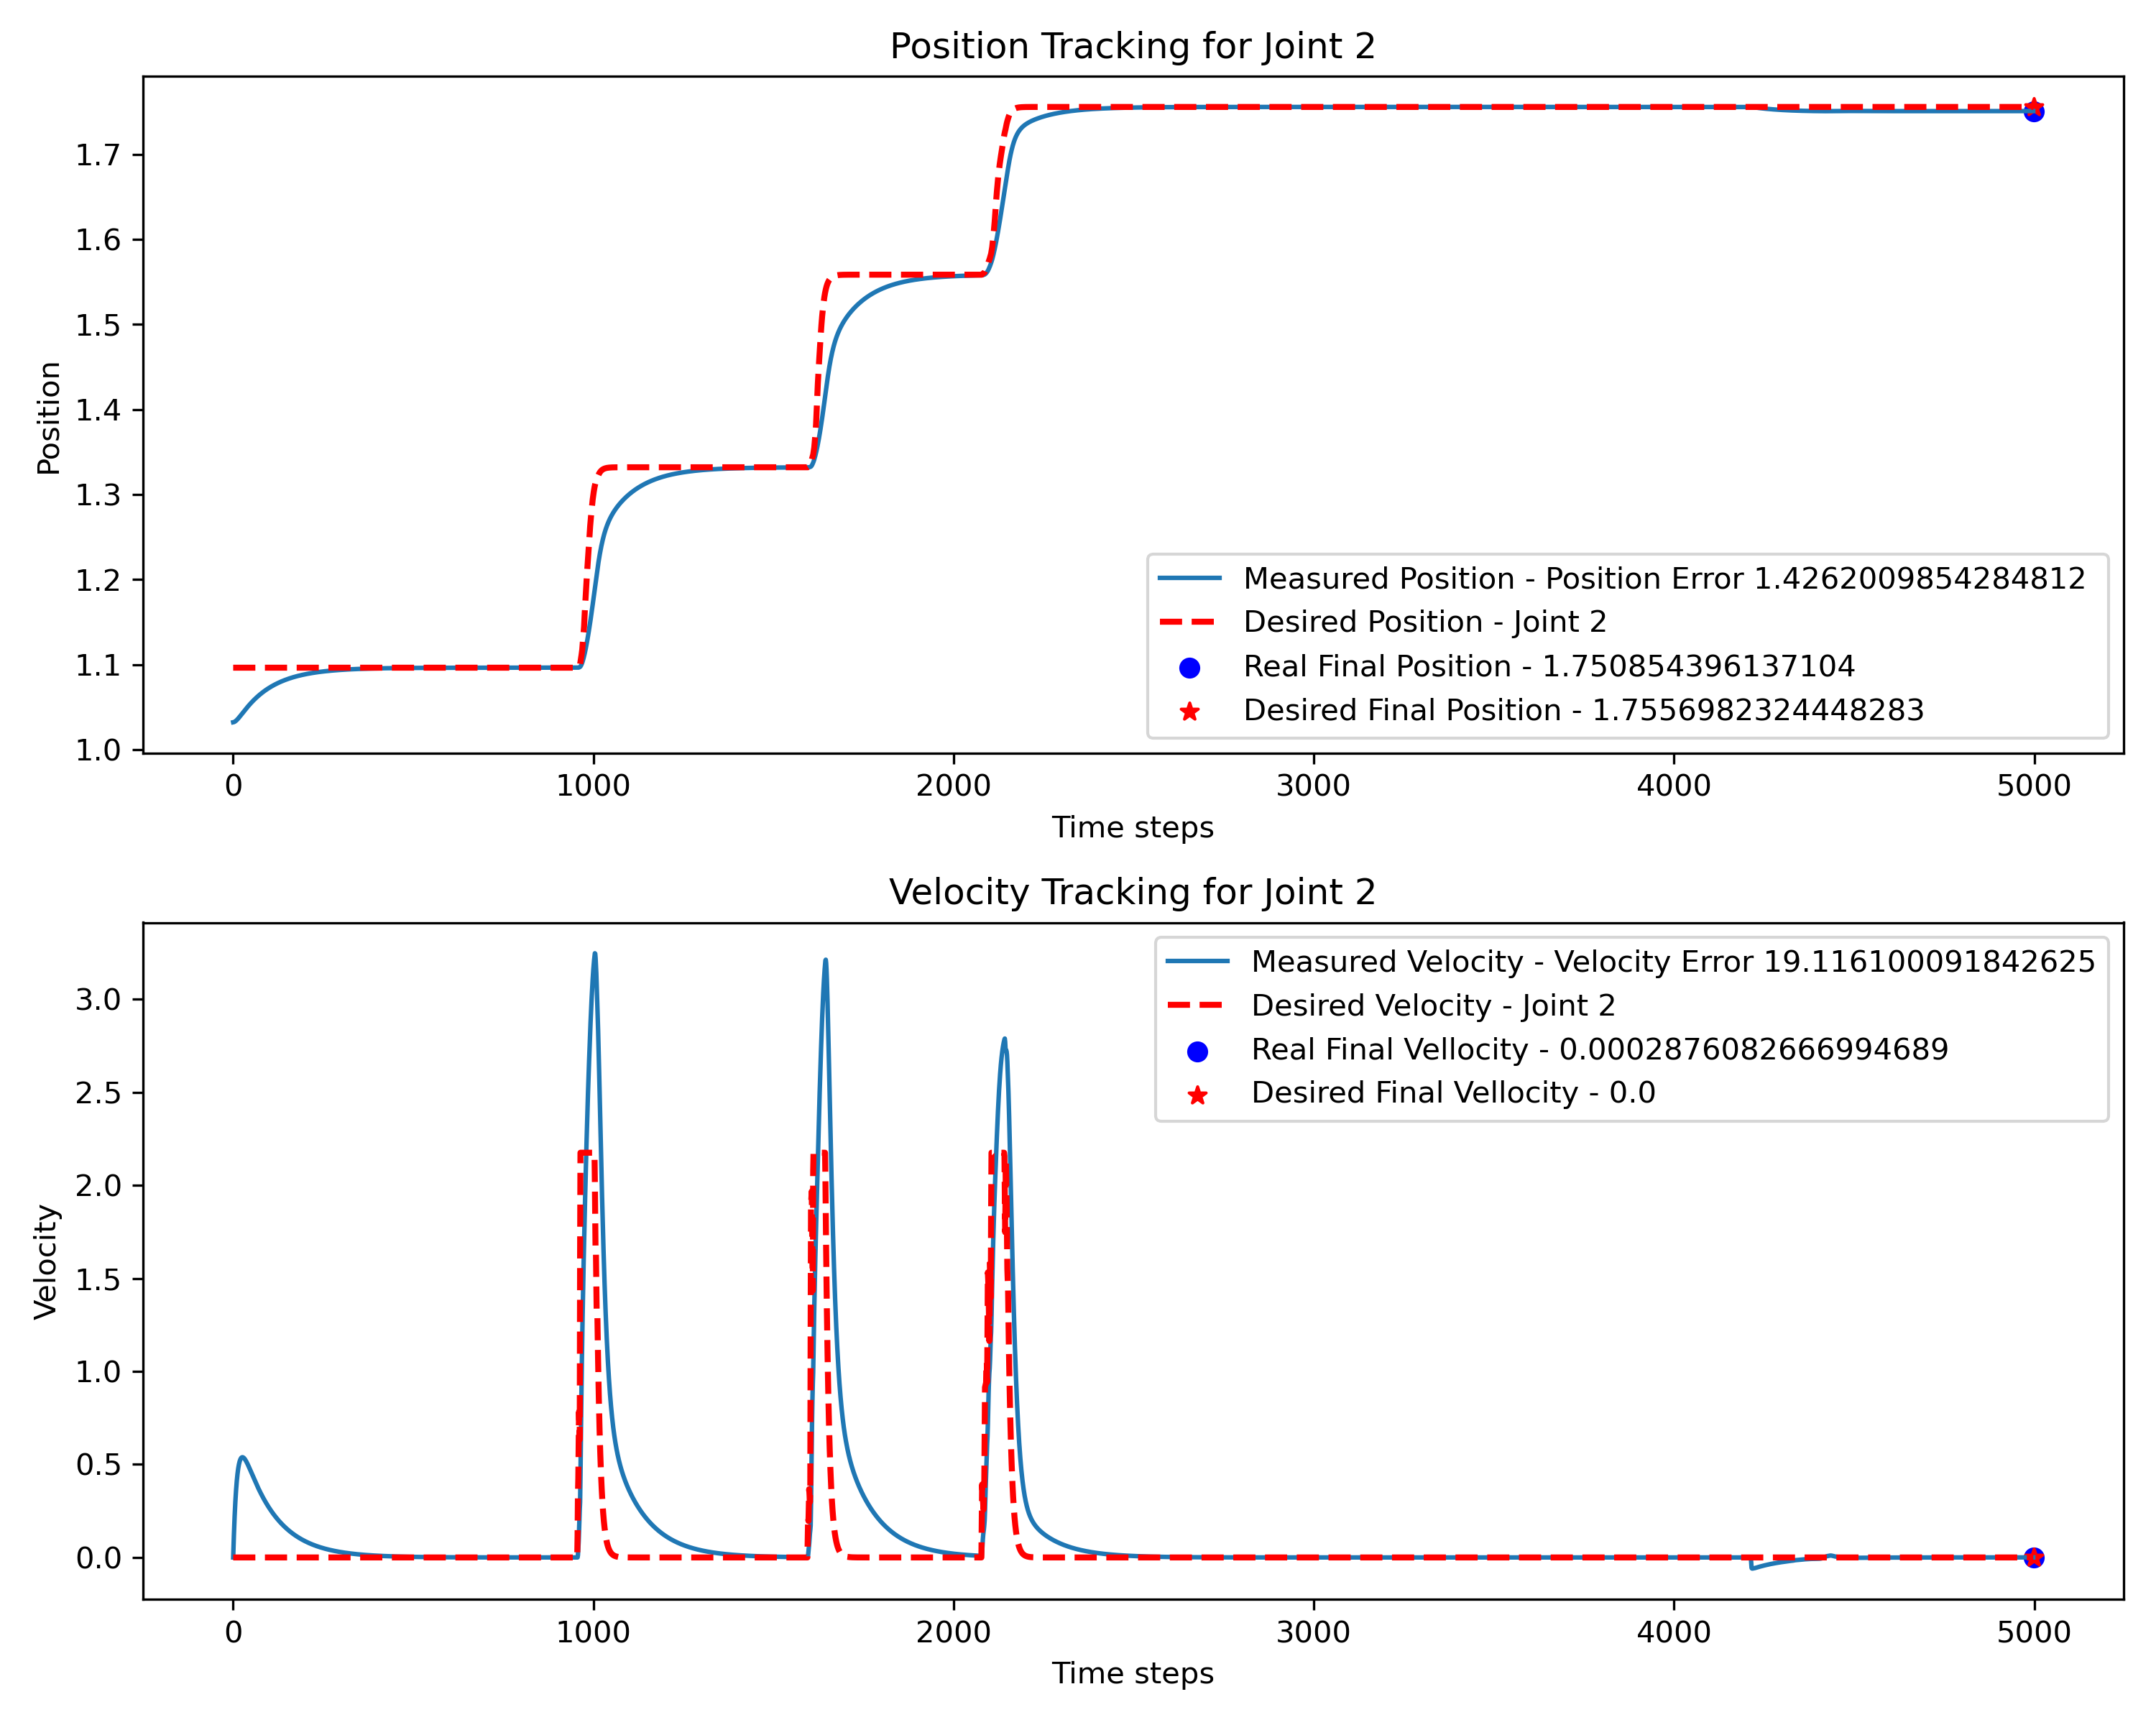 Position Tracking for Joint 2
Position
1.7
1.6
1.5
1.4
1.3
1.2
1.1
1.0
Measured Position - Position Error 1.4262009854284812
Desired Position - Joint 2
Real Final Position - 1.750854396137104
Desired Final Position - 1.7556982324448283
0 1000 2000 3000 4000 5000
Time steps
Velocity Tracking for Joint 2
Velocity
3.0
2.5
2.0
1.5
1.0
0.5
0.0
Measured Velocity - Velocity Error 19.116100091842625
Desired Velocity - Joint 2
Real Final Vellocity - 0.0002876082666994689
Desired Final Vellocity - 0.0
0 1000 2000 3000 4000 5000
Time steps